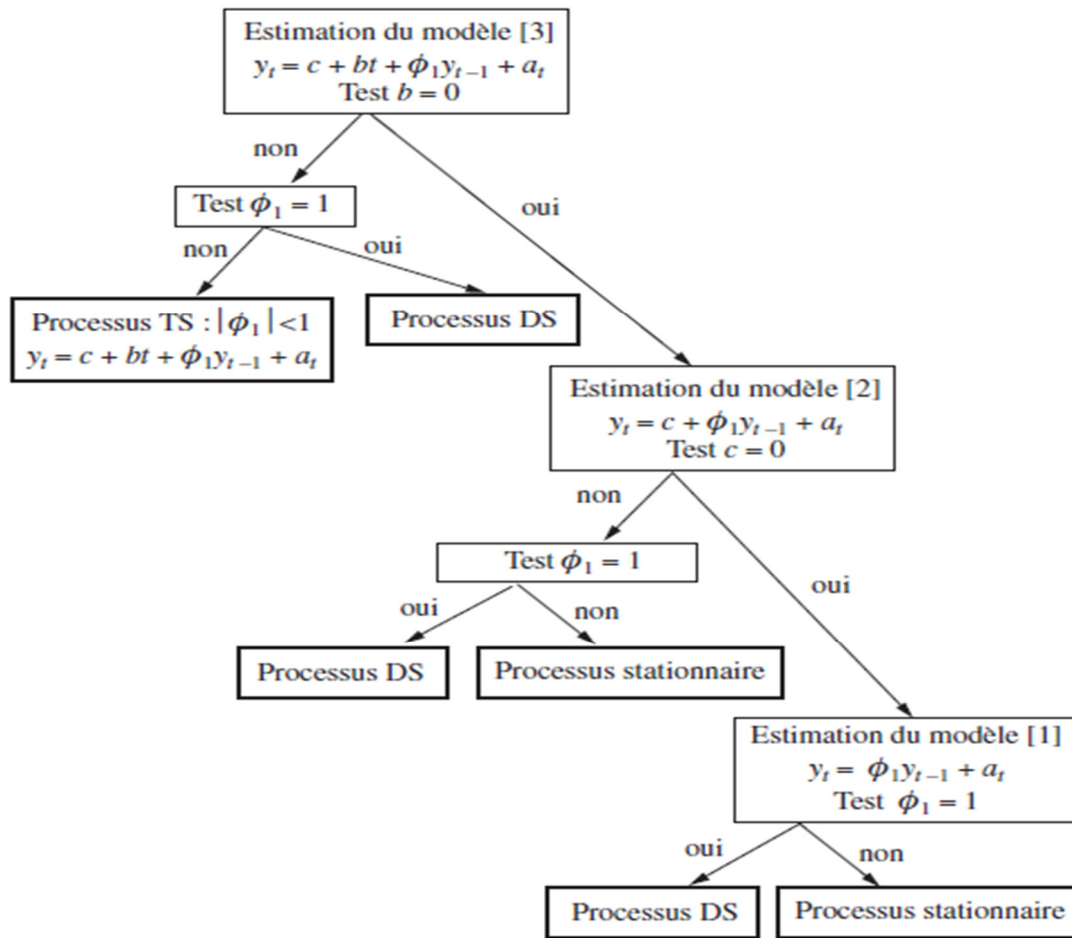 Estimation du modèle [3]
yₜ = c + bt + ϕ₁yₜ₋₁ + aₜ
Test b = 0
non
oui
Test ϕ₁ = 1
non
oui
Processus TS : |ϕ₁| <1
yₜ = c + bt + ϕ₁yₜ₋₁ + aₜ
Processus DS
Estimation du modèle [2]
yₜ = c + ϕ₁yₜ₋₁ + aₜ
Test c = 0
non
oui
Test ϕ₁ = 1
oui
non
Processus DS
Processus stationnaire
Estimation du modèle [1]
yₜ = ϕ₁yₜ₋₁ + aₜ
Test ϕ₁ = 1
oui
non
Processus DS
Processus stationnaire